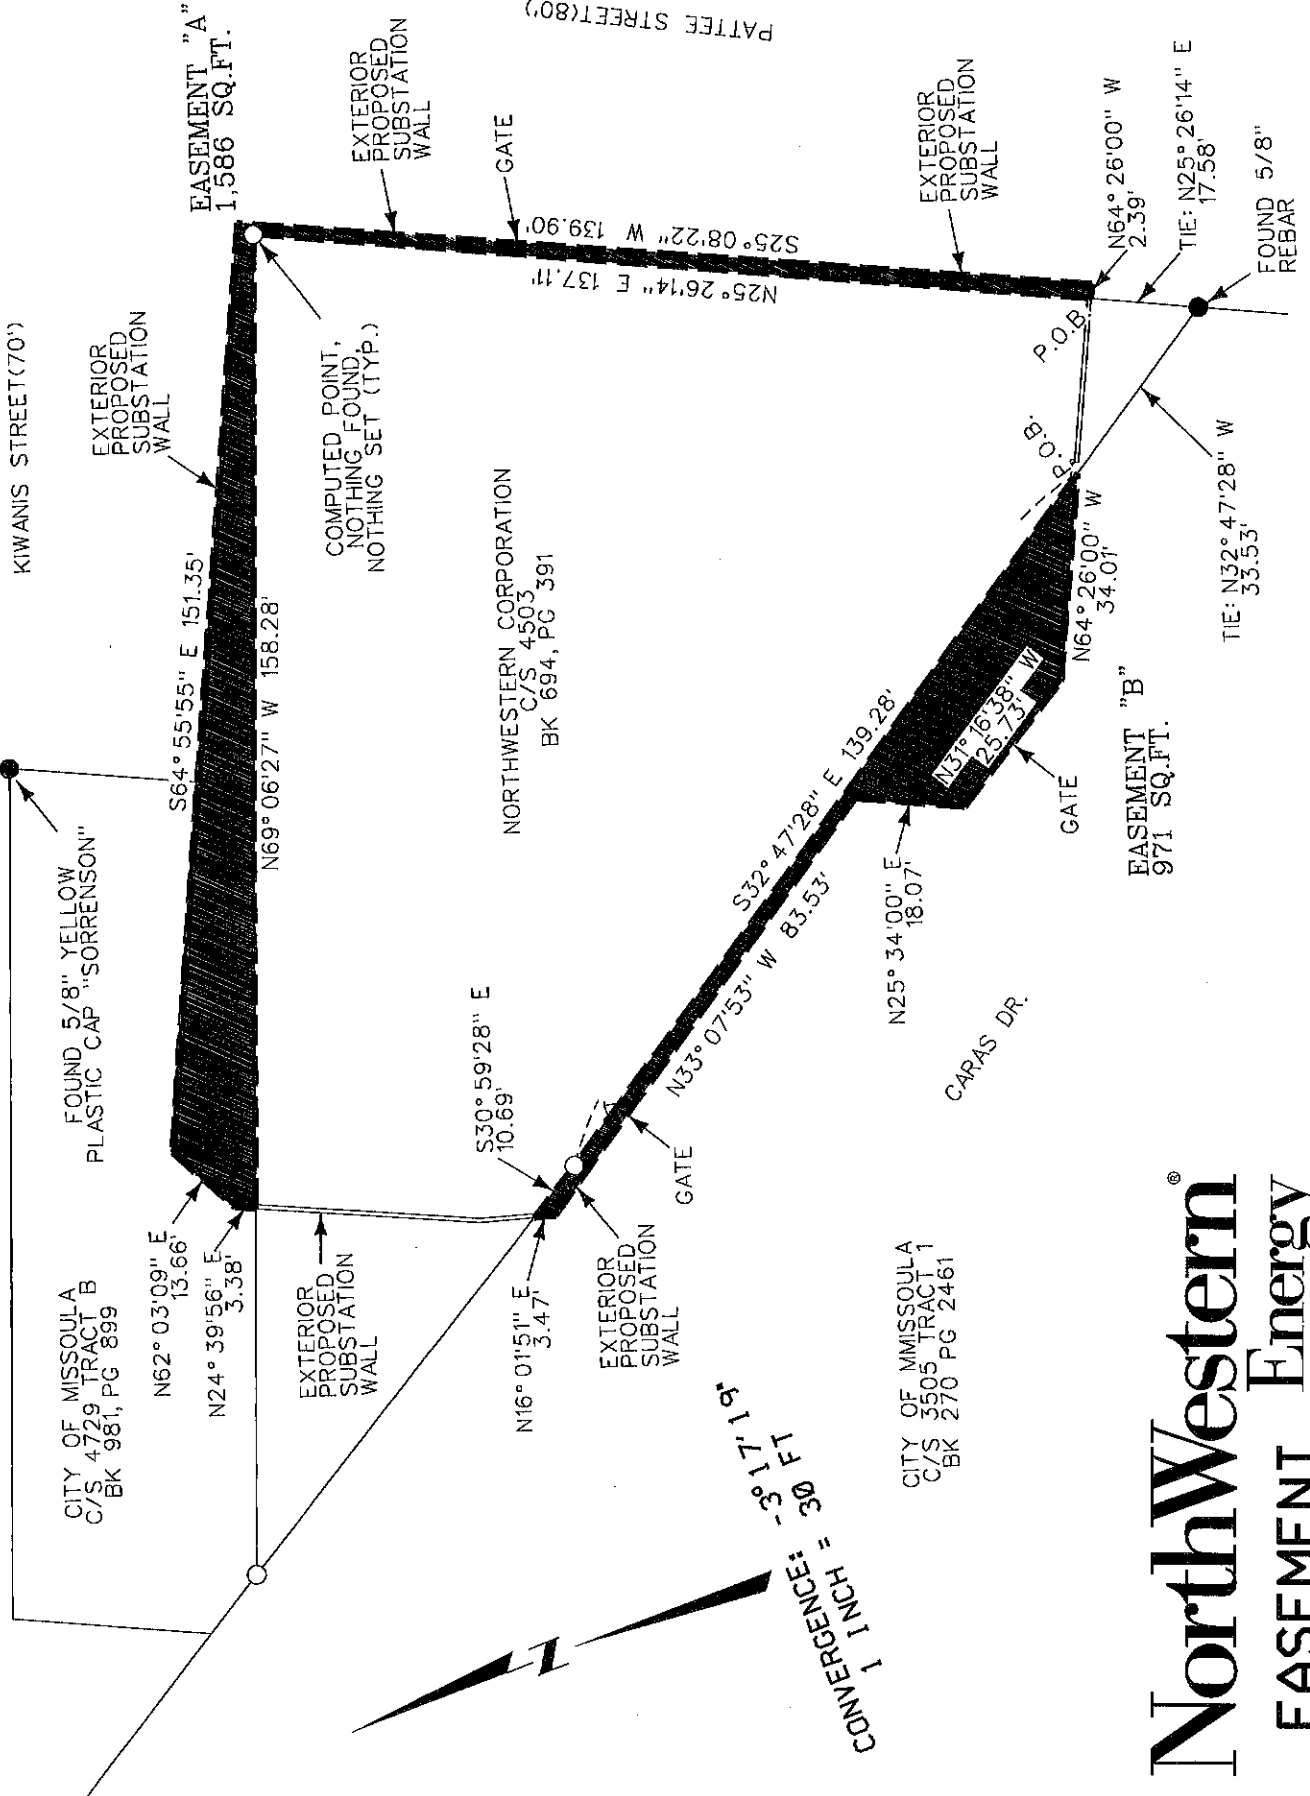 KIWANIS STREET(70')
PATTEE STREET(80')
EASEMENT "A"
1,586 SQ.FT.
EXTERIOR
PROPOSED
SUBSTATION
WALL
GATE
EXTERIOR
PROPOSED
SUBSTATION
WALL
FOUND 5/8" YELLOW
PLASTIC CAP "SORRENSON"
S64°55'55" E 151.35'
N69°06'27" W 158.28'
COMPUTED POINT,
NOTHING FOUND,
NOTHING SET (TYP.)
S25°08'22" W 139.90'
N25°26'14" E 137.11'
EXTERIOR
PROPOSED
SUBSTATION
WALL
N64°26'00" W
2.39'
TIE: N25°26'14" E
17.58'
FOUND 5/8"
REBAR
P.O.B.
P.O.B.
TIE: N32°47'28" W
33.53'
N64°26'00" W
34.01'
NORTHWESTERN CORPORATION
C/S 4503
BK 694, PG 391
N31°16'38" W
25.73'
GATE
EASEMENT "B"
971 SQ.FT.
S32°47'28" E 139.28'
N33°07'53" W 83.53'
N25°34'00" E
18.07'
CARAS DR.
S30°59'28" E
10.69'
GATE
CITY OF MISSOULA
C/S 4729 TRACT B
BK 981, PG 899
N62°03'09" E
13.66'
N24°39'56" E
3.38'
EXTERIOR
PROPOSED
SUBSTATION
WALL
N16°01'51" E
3.47'
EXTERIOR
PROPOSED
SUBSTATION
WALL
CITY OF MMISSOULA
C/S 3505 TRACT 1
BK 270 PG 2461
N
CONVERGENCE: -3°17'19"
1 INCH = 30 FT
NorthWestern®
Energy
EASEMENT